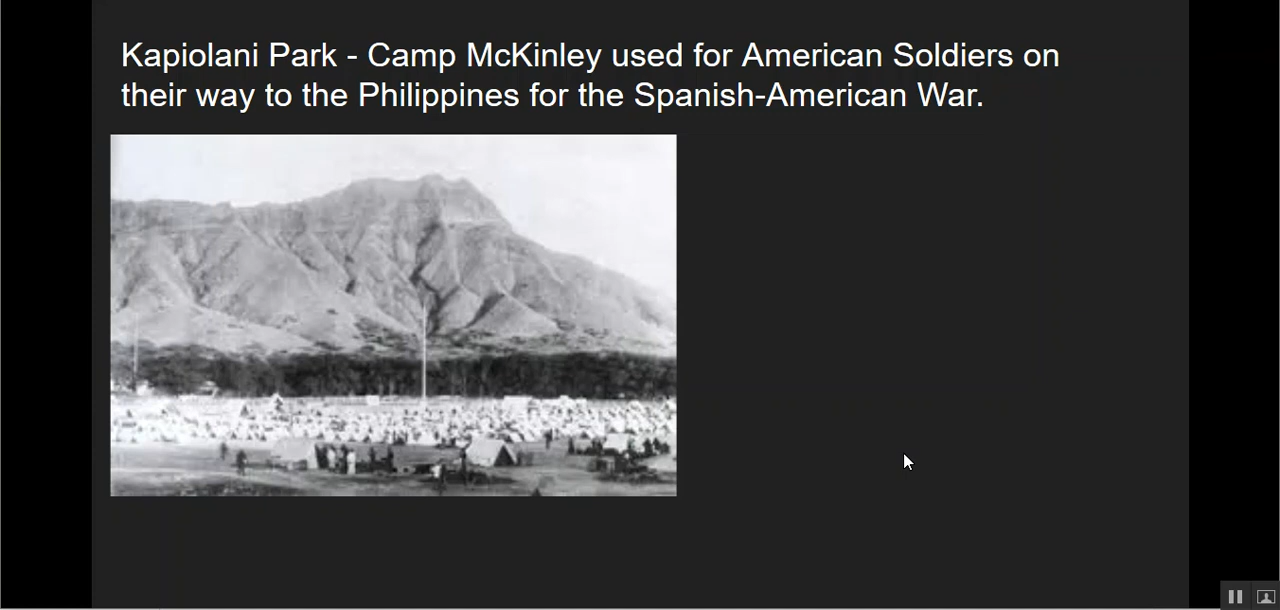 Kapiolani Park - Camp McKinley used for American Soldiers on
their way to the Philippines for the Spanish-American War.